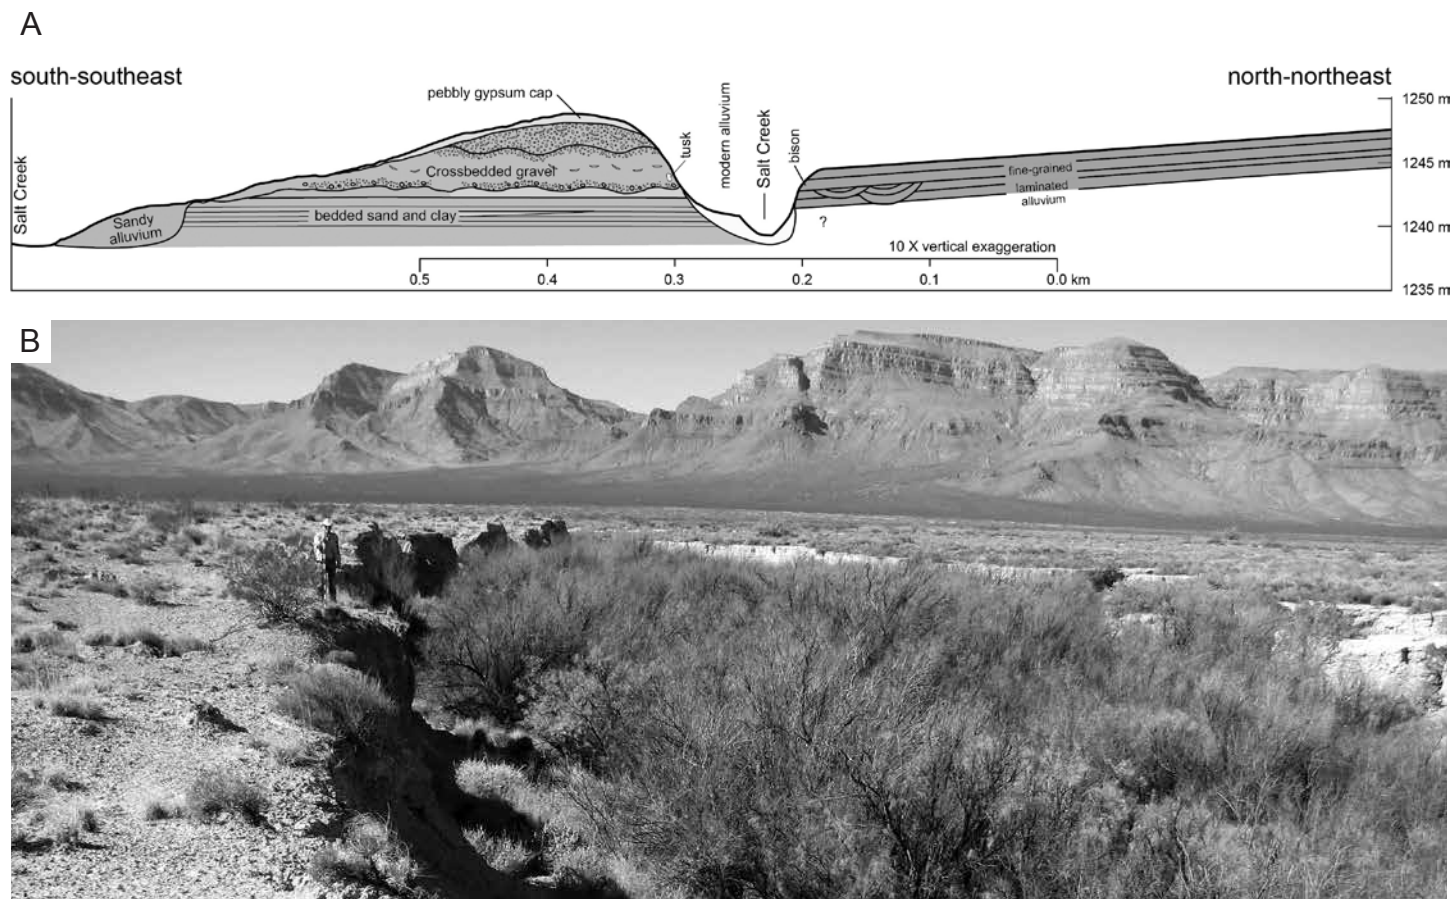 A
south-southeast
north-northeast
pebbly gypsum cap
1250 m
tusk
modern alluvium
Salt Creek
bison
Salt Creek
1245 m
Crossbedded gravel
fine-grained
laminated
alluvium
Sandy
alluvium
bedded sand and clay
?
1240 m
10 X vertical exaggeration
0.5
0.4
0.3
0.2
0.1
0.0 km
1235 m
B